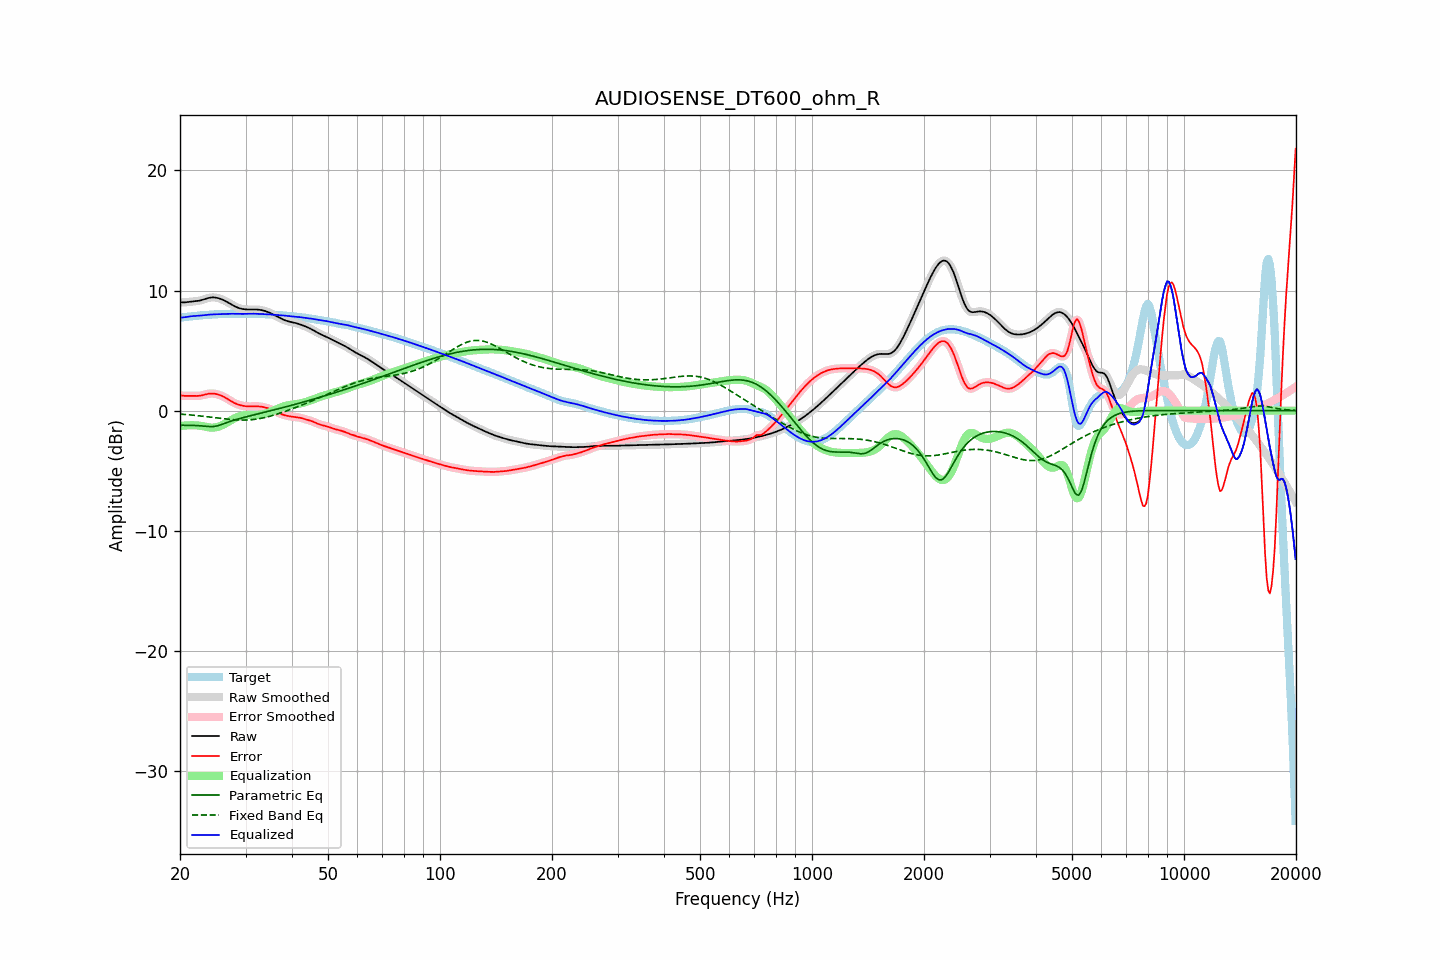 AUDIOSENSE_DT600_ohm_R
Amplitude (dBr)
20
10
0
−10
−20
−30
Target
Raw Smoothed
Error Smoothed
Raw
Error
Equalization
Parametric Eq
Fixed Band Eq
Equalized
20 50 100 200 500 1000 2000 5000 10000 20000
Frequency (Hz)